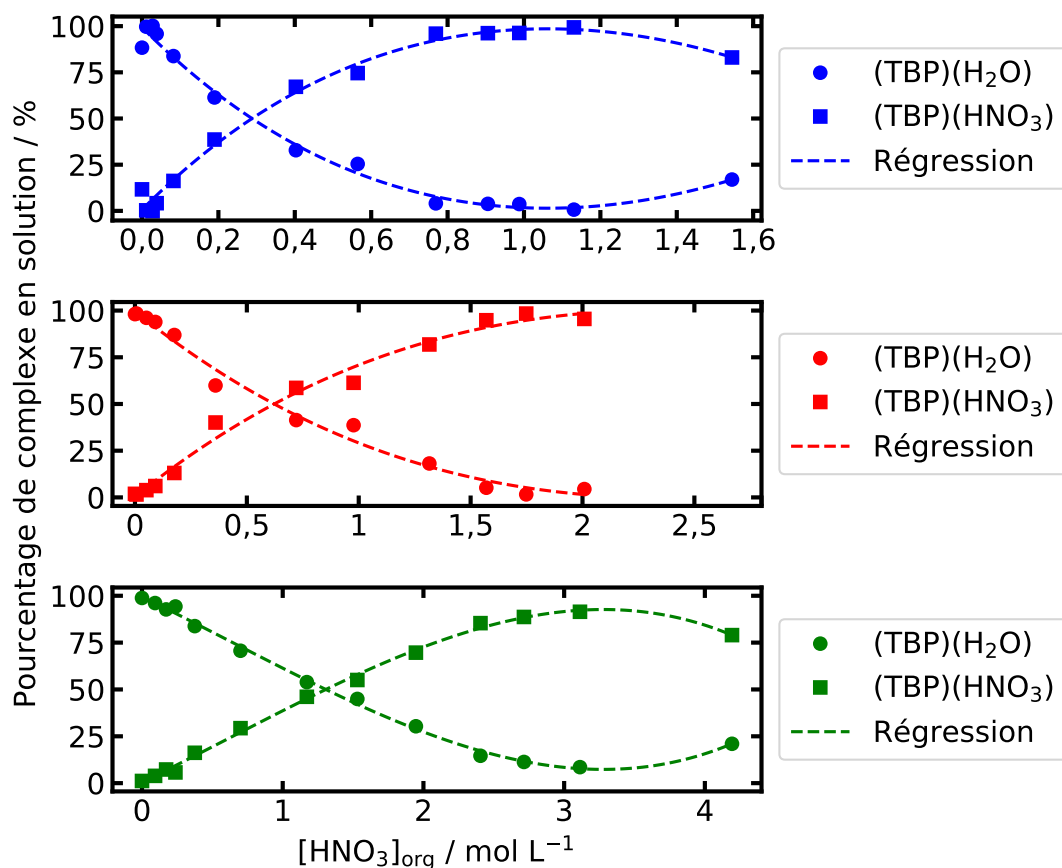 Pourcentage de complexe en solution / %
100
75
50
25
0
0,0 0,2 0,4 0,6 0,8 1,0 1,2 1,4 1,6
(TBP)(H₂O)
(TBP)(HNO₃)
Régression
100
75
50
25
0
0 0,5 1 1,5 2 2,5
(TBP)(H₂O)
(TBP)(HNO₃)
Régression
100
75
50
25
0
0 1 2 3 4
(TBP)(H₂O)
(TBP)(HNO₃)
Régression
[HNO₃]org / mol L⁻¹